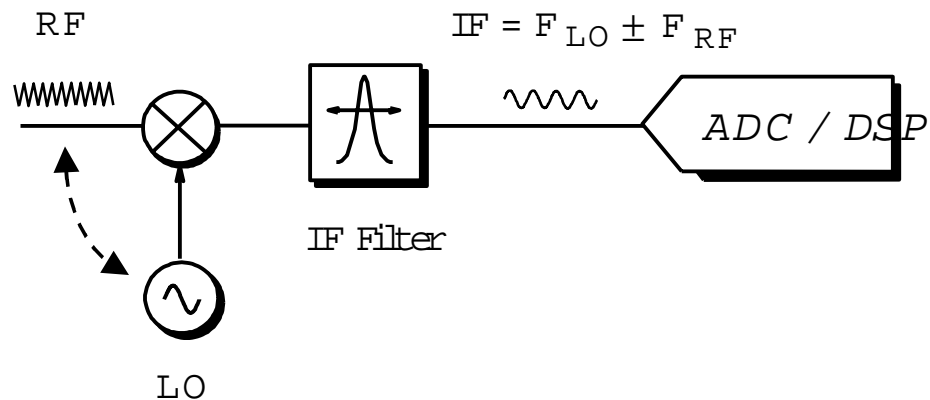 RF
IF = F LO ± F RF
ADC / DSP
IF Filter
LO